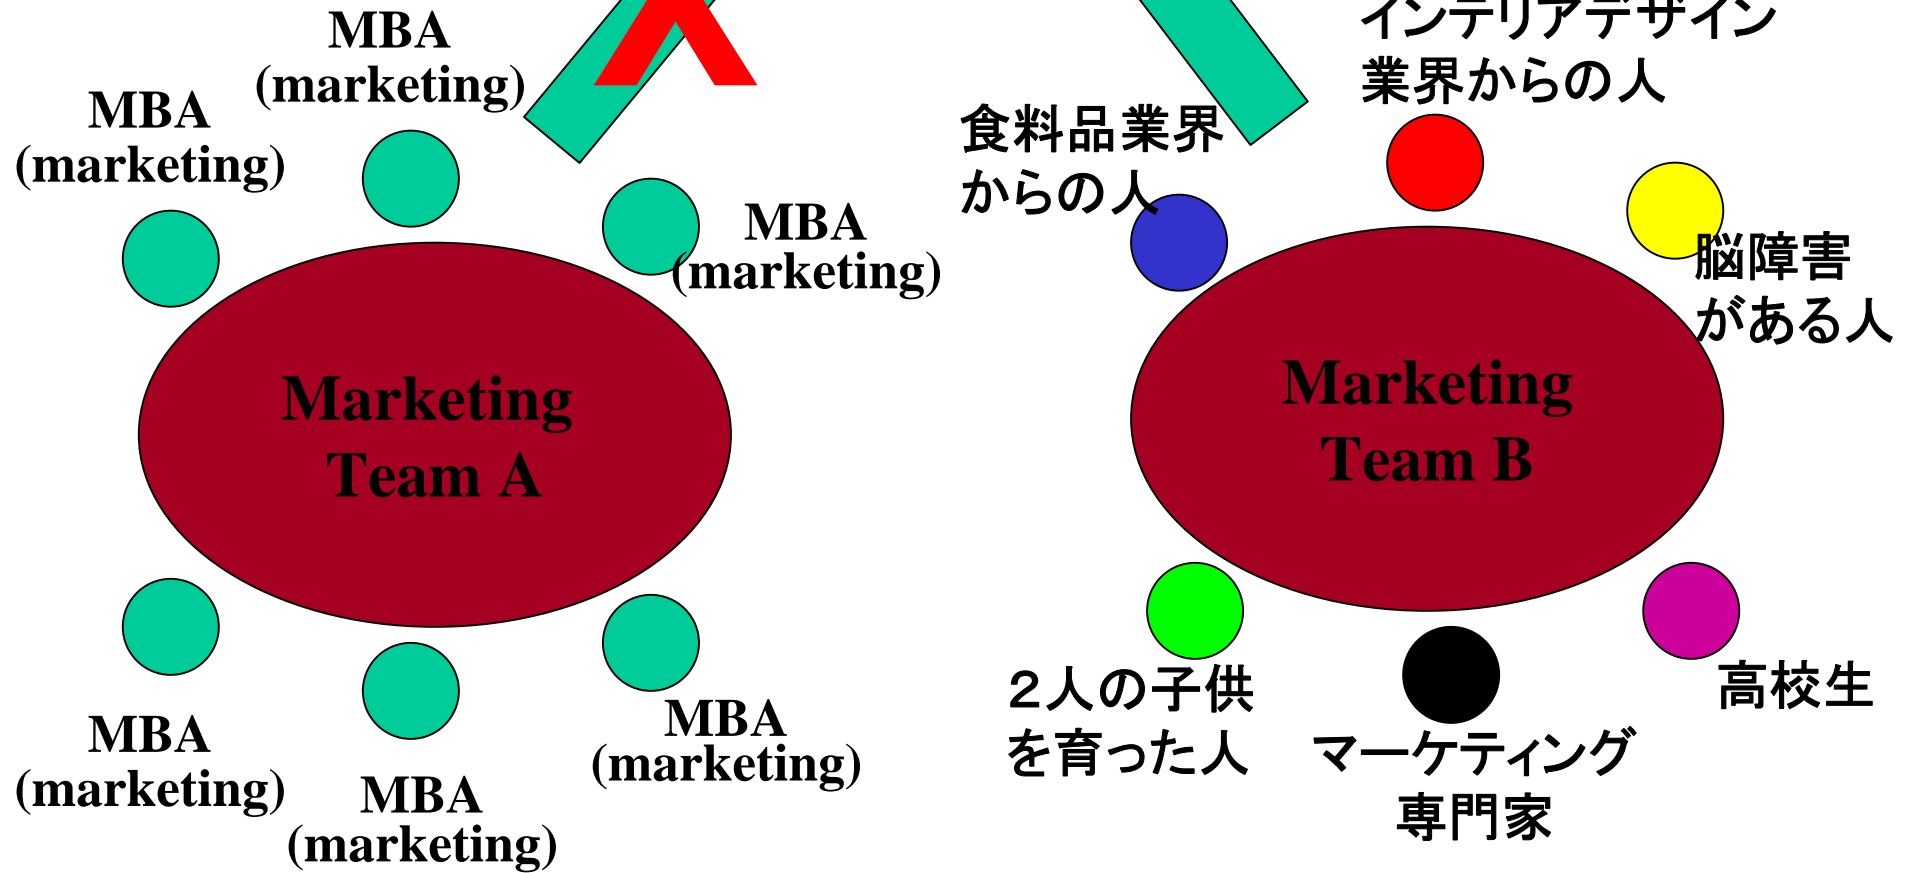 MBA
(marketing)
MBA
(marketing)
MBA
(marketing)
Marketing
Team A
MBA
(marketing)
MBA
(marketing)
MBA
(marketing)
インテリアデザイン
業界からの人
食料品業界
からの人
脳障害
がある人
Marketing
Team B
２人の子供
を育った人
マーケティング
専門家
高校生